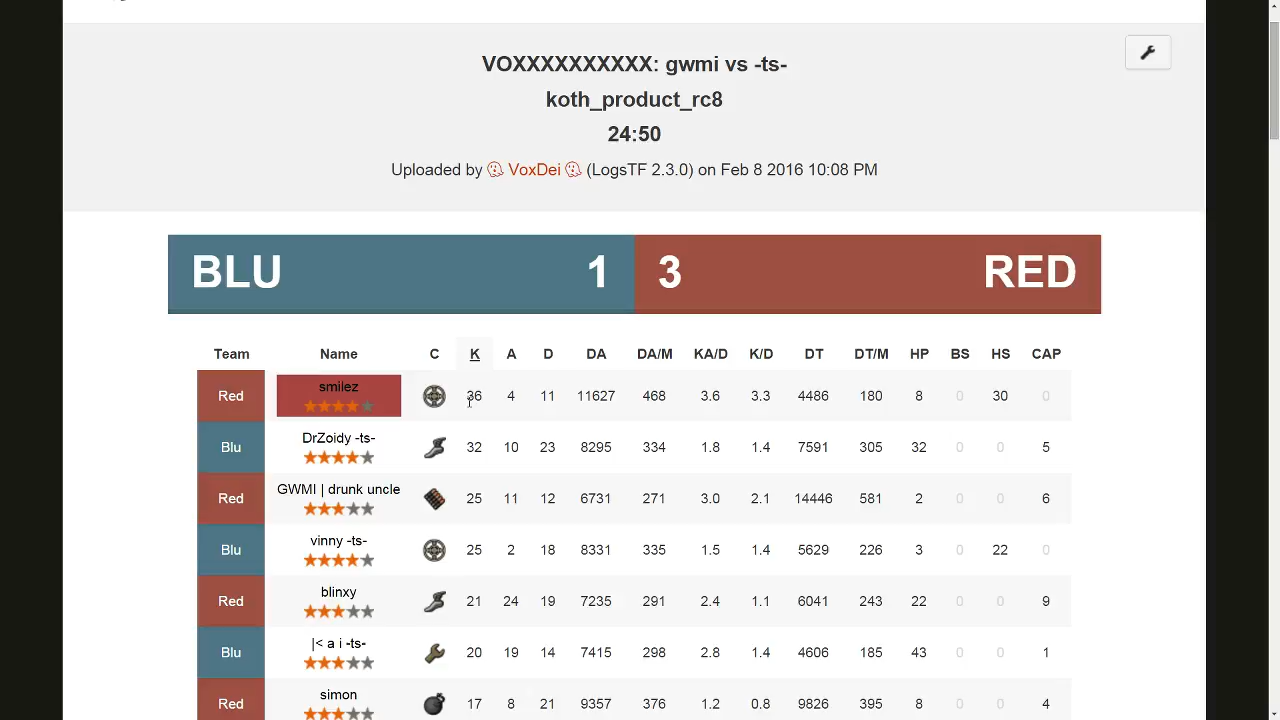 VOXXXXXXXXXX: gwmi vs -ts-
koth_product_rc8
24:50
Uploaded by VoxDei (LogsTF 2.3.0) on Feb 8 2016 10:08 PM
BLU 1 3 RED
Team Name C K A D DA DA/M KA/D K/D DT DT/M HP BS HS CAP
Red smilez 36 4 11 11627 468 3.6 3.3 4486 180 8 0 30 0
Blu DrZoidy -ts- 32 10 23 8295 334 1.8 1.4 7591 305 32 0 0 5
Red GWMI | drunk uncle 25 11 12 6731 271 3.0 2.1 14446 581 2 0 0 6
Blu vinny -ts- 25 2 18 8331 335 1.5 1.4 5629 226 3 0 22 0
Red blinxy 21 24 19 7235 291 2.4 1.1 6041 243 22 0 0 9
Blu |< a i -ts- 20 19 14 7415 298 2.8 1.4 4606 185 43 0 0 1
Red simon 17 8 21 9357 376 1.2 0.8 9826 395 8 0 0 4